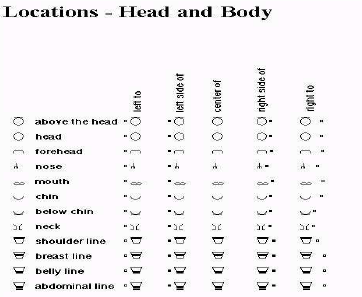 Locations - Head and Body
left to
left side of
center of
right side of
right to
above the head
head
forehead
nose
mouth
chin
below chin
neck
shoulder line
breast line
belly line
abdominal line